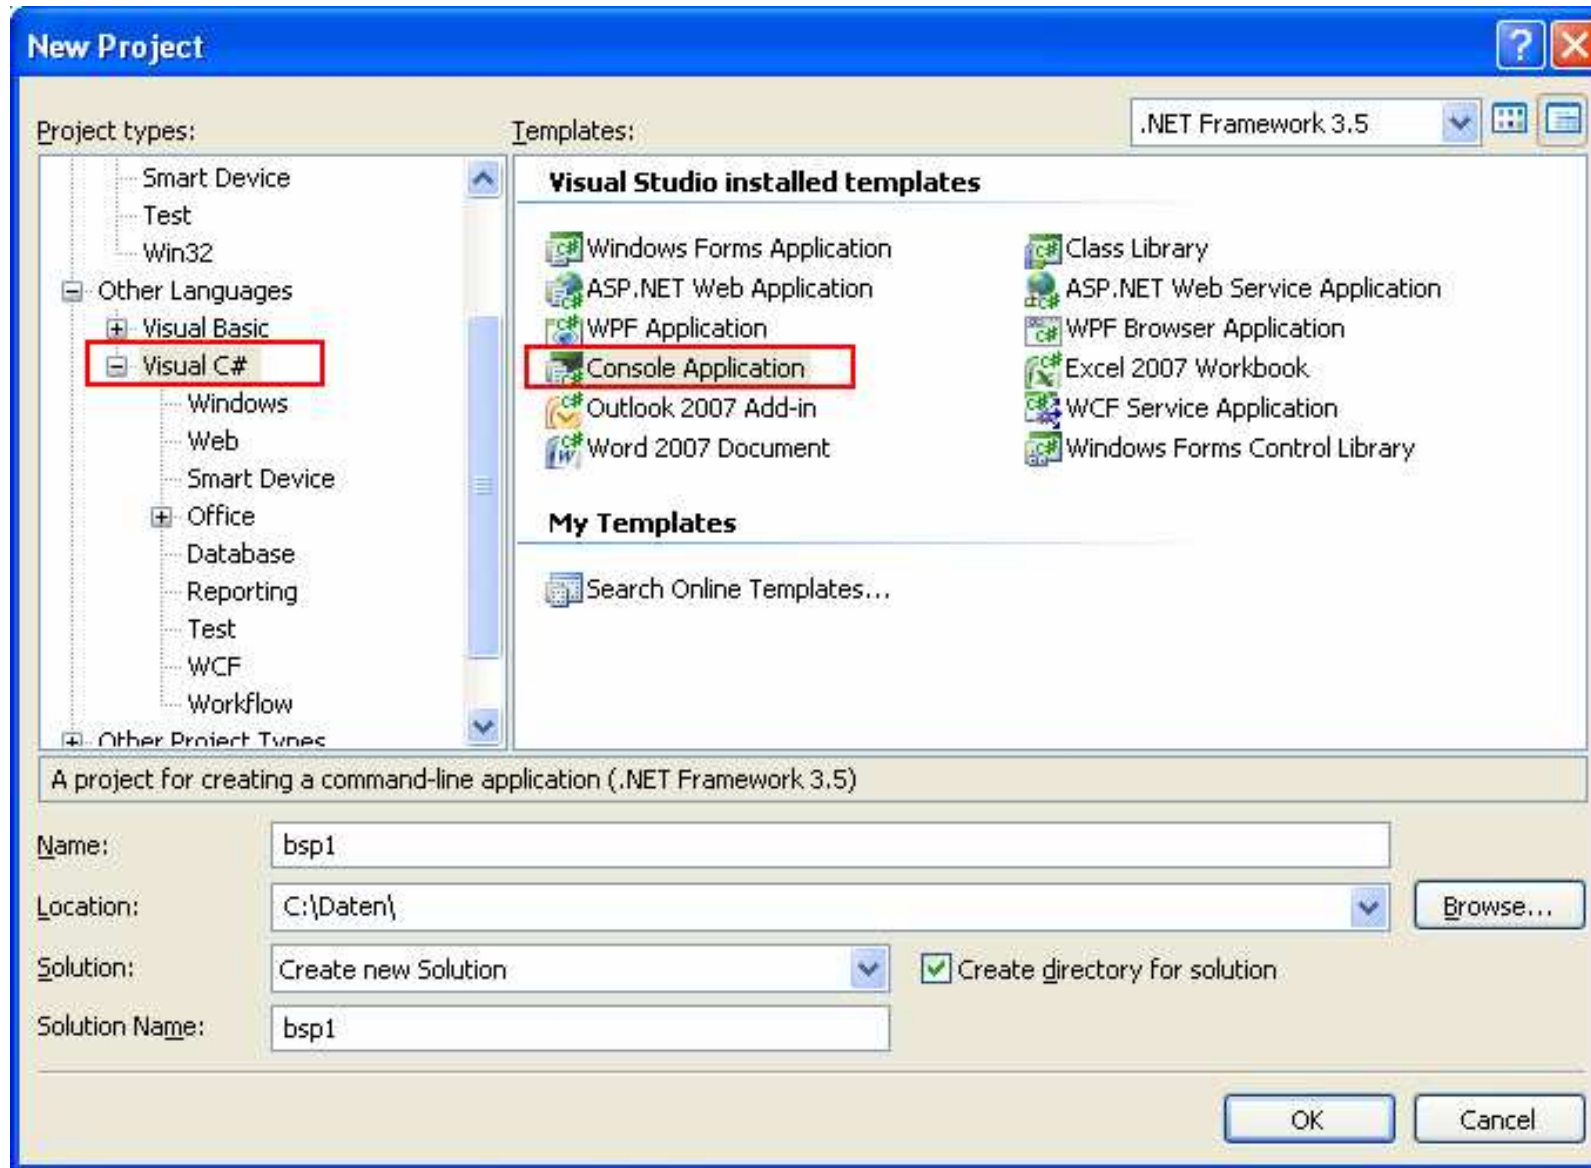 New Project
Project types:
Templates:
.NET Framework 3.5
Smart Device
Test
Win32
Other Languages
Visual Basic
Visual C#
Windows
Web
Smart Device
Office
Database
Reporting
Test
WCF
Workflow
Other Project Types
Visual Studio installed templates
Windows Forms Application
Class Library
ASP.NET Web Application
ASP.NET Web Service Application
WPF Application
WPF Browser Application
Console Application
Excel 2007 Workbook
Outlook 2007 Add-in
WCF Service Application
Word 2007 Document
Windows Forms Control Library
My Templates
Search Online Templates...
A project for creating a command-line application (.NET Framework 3.5)
Name:
bsp1
Location:
C:\Daten\
Browse...
Solution:
Create new Solution
Create directory for solution
Solution Name:
bsp1
OK
Cancel